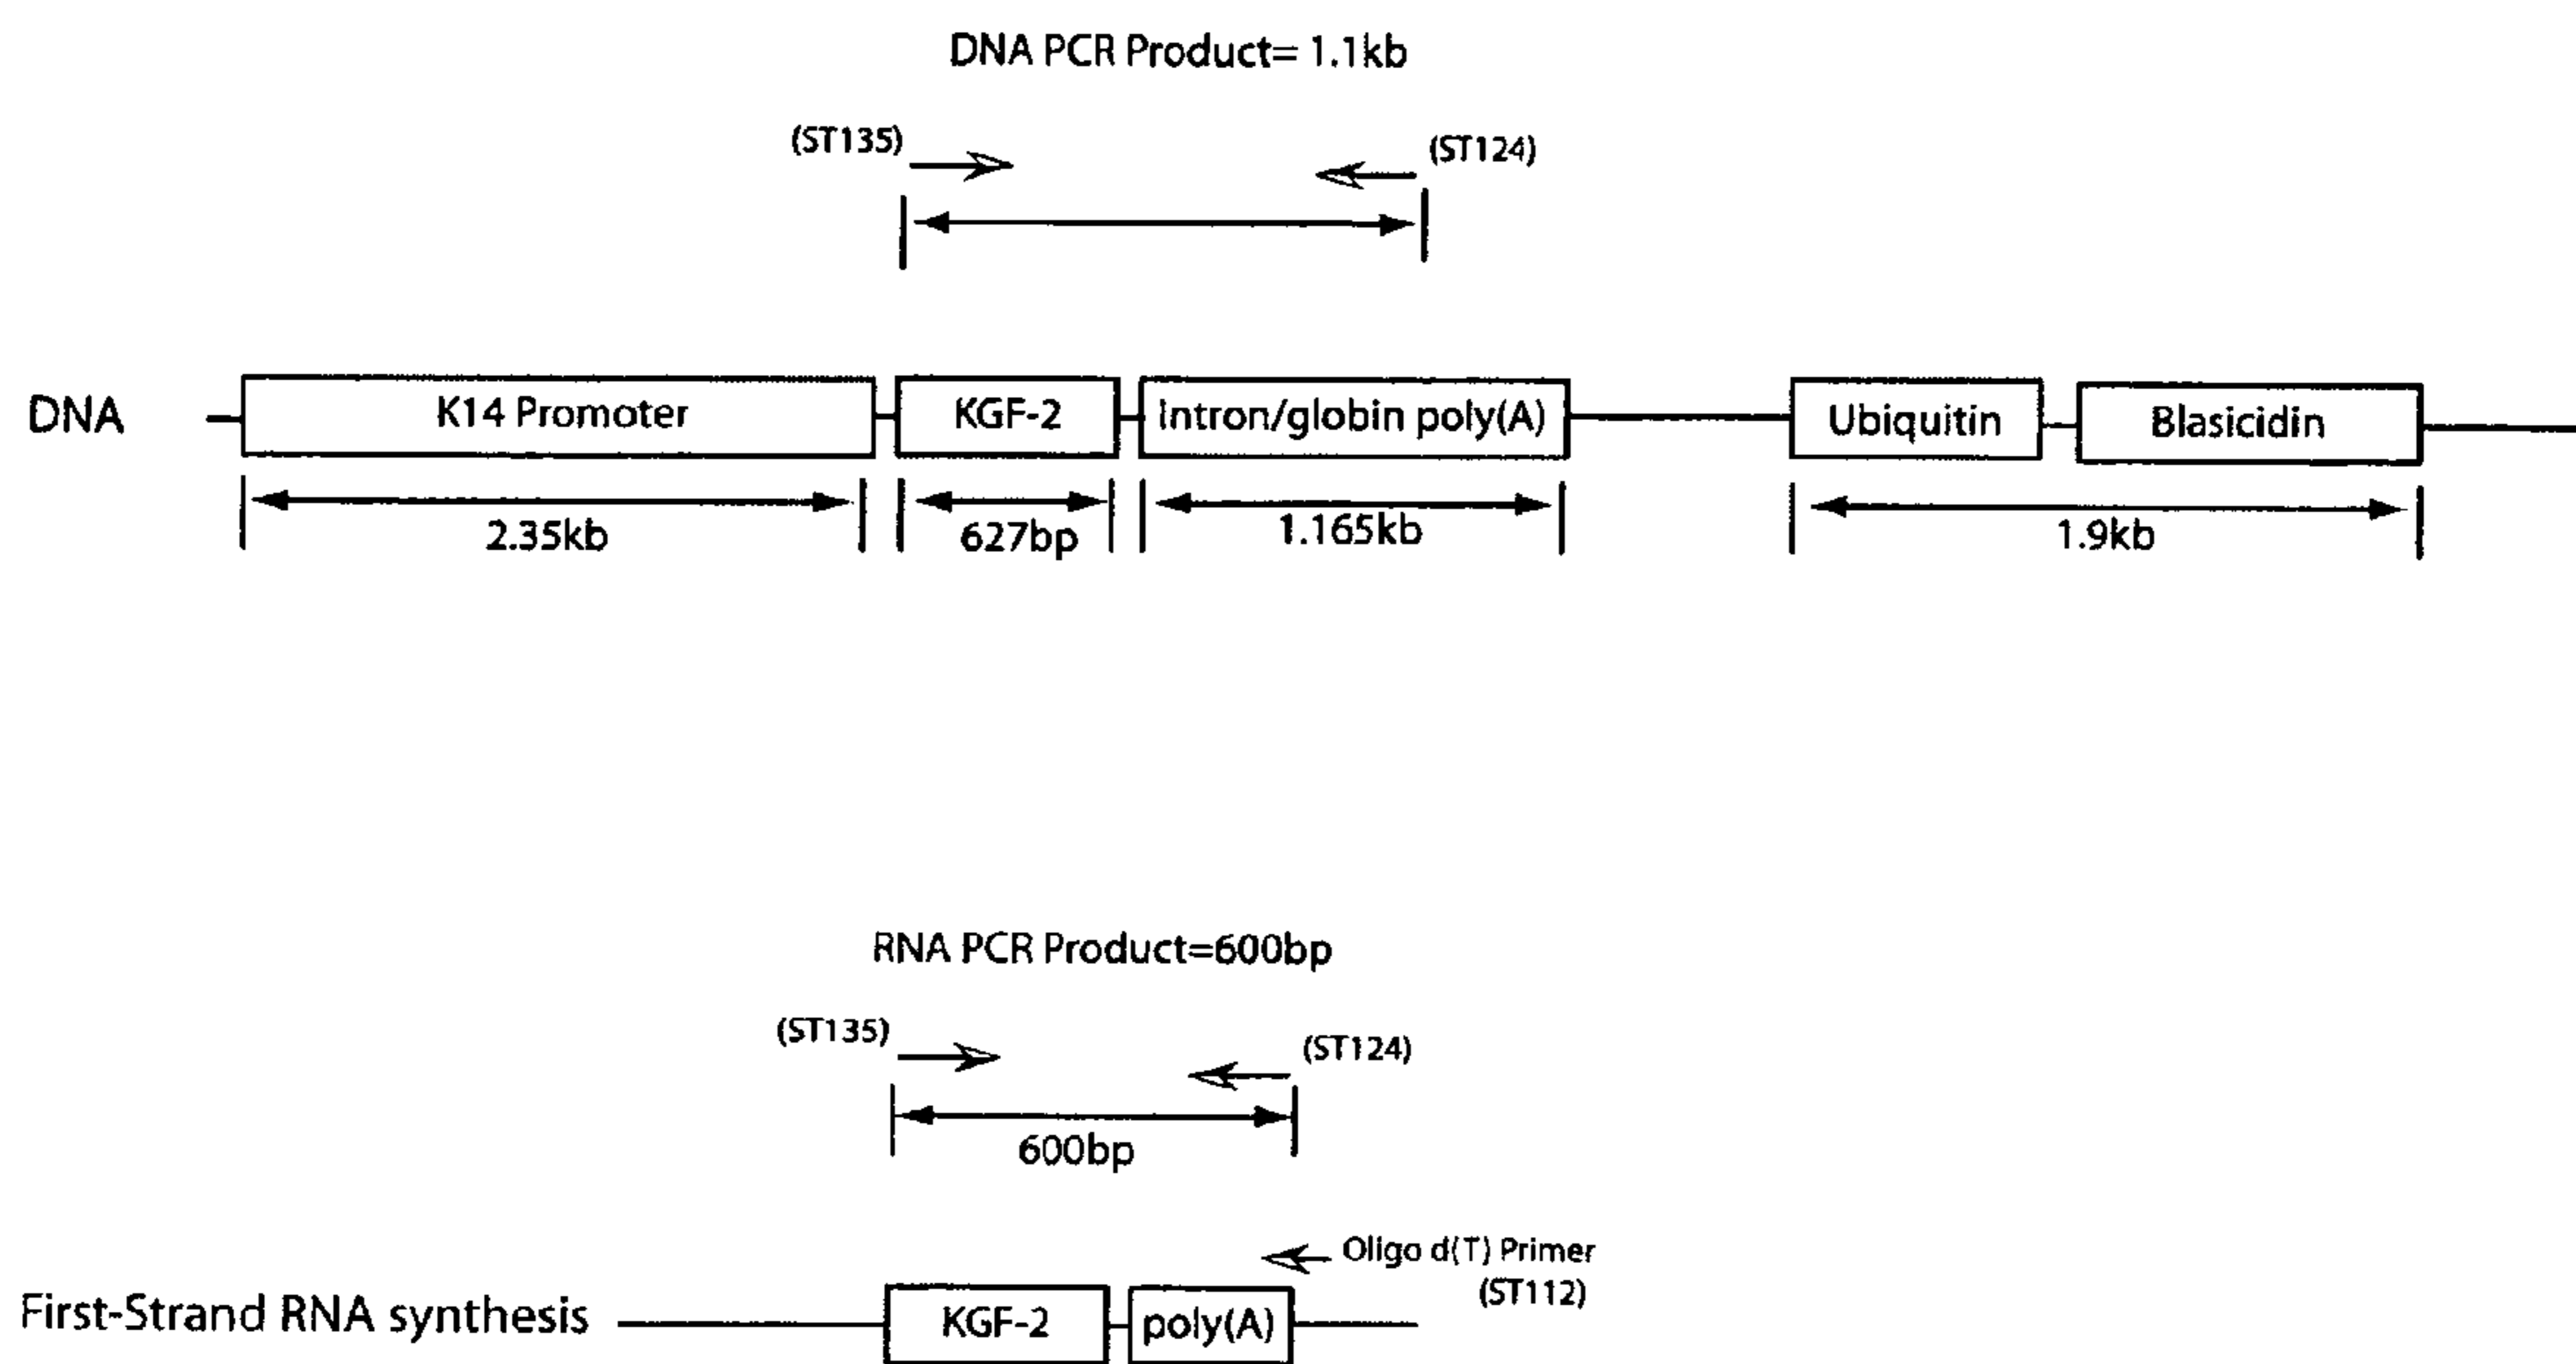 DNA PCR Product= 1.1kb
(ST135)
(ST124)
DNA
K14 Promoter
KGF-2
Intron/globin poly(A)
Ubiquitin
Blasicidin
2.35kb
627bp
1.165kb
1.9kb
RNA PCR Product=600bp
(ST135)
(ST124)
600bp
Oligo d(T) Primer
(ST112)
First-Strand RNA synthesis
KGF-2
poly(A)